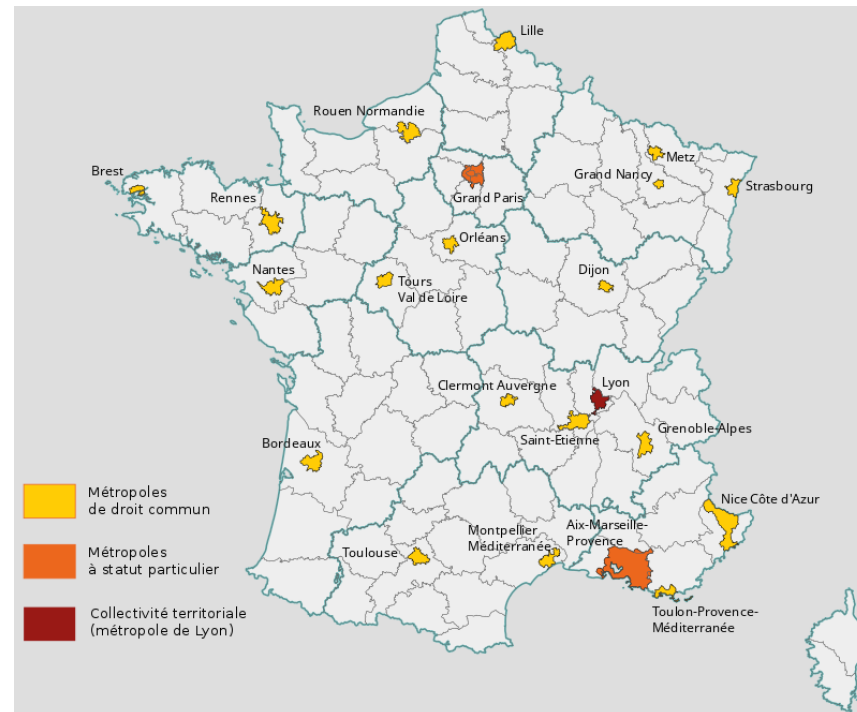 Lille
Rouen Normandie
Metz
Brest
Grand Nancy
Strasbourg
Rennes
Grand Paris
Orléans
Nantes
Dijon
Tours
Val de Loire
Clermont Auvergne
Lyon
Saint-Etienne
Grenoble-Alpes
Bordeaux
Métropoles
de droit commun
Nice Côte d'Azur
Montpellier
Méditerranée
Aix-Marseille-
Provence
Toulouse
Métropoles
à statut particulier
Toulon-Provence-
Méditerranée
Collectivité territoriale
(métropole de Lyon)